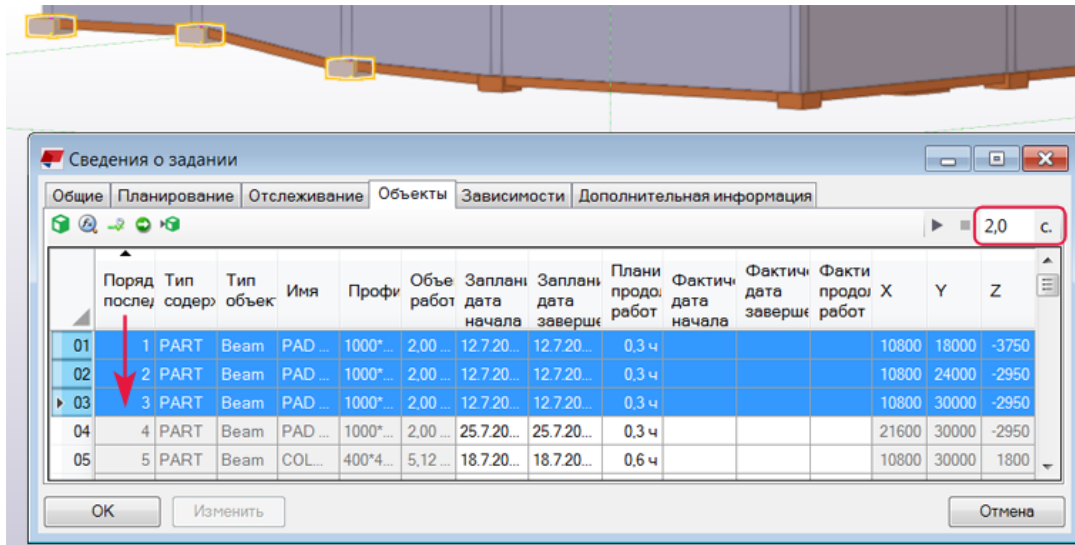 Сведения о задании
Общие Планирование Отслеживание Объекты Зависимости Дополнительная информация
2,0 с.
Поряд послед Тип содерх Тип объек Имя Профи Объе работ Заплан дата начала Заплан дата заверше Плани продол работ Фактич дата начала Фактич дата заверше Факти продол работ X Y Z
01 1 PART Beam PAD ... 1000*... 2,00 ... 12.7.20... 12.7.20... 0,3 ч 10800 18000 -3750
02 2 PART Beam PAD ... 1000*... 2,00 ... 12.7.20... 12.7.20... 0,3 ч 10800 24000 -2950
03 3 PART Beam PAD ... 1000*... 2,00 ... 12.7.20... 12.7.20... 0,3 ч 10800 30000 -2950
04 4 PART Beam PAD ... 1000*... 2,00 ... 25.7.20... 25.7.20... 0,3 ч 21600 30000 -2950
05 5 PART Beam COL... 400*4... 5,12 ... 18.7.20... 18.7.20... 0,6 ч 10800 30000 1800
OK Изменить Отмена